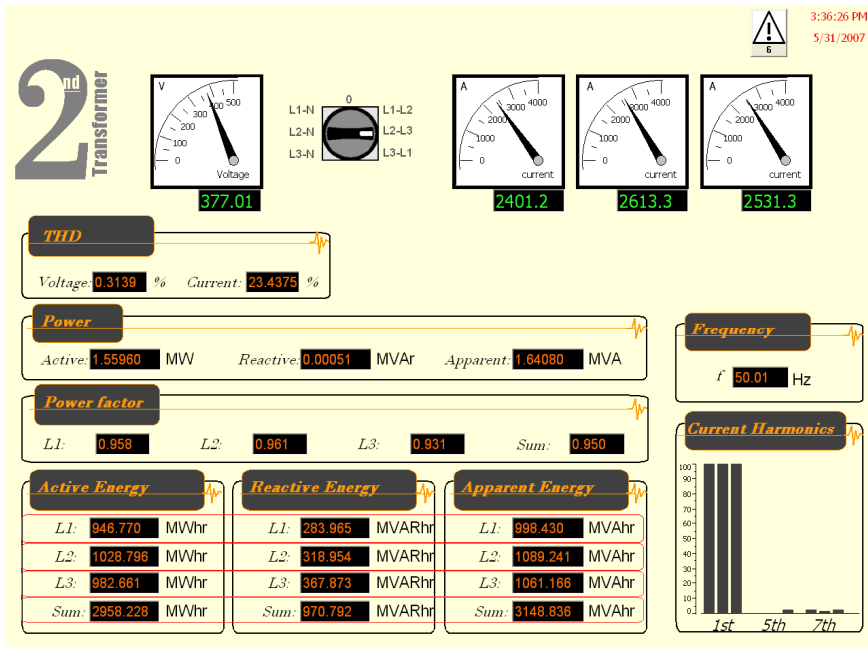 3:36:26 PM
5/31/2007
6
2nd
Transformer
V
0
100
200
300
400
500
Voltage
377.01
0
L1-N
L1-L2
L2-N
L2-L3
L3-N
L3-L1
A
0
1000
2000
3000
4000
current
2401.2
A
0
1000
2000
3000
4000
current
2613.3
A
0
1000
2000
3000
4000
current
2531.3
THD
Voltage: 0.3139 % Current: 23.4375 %
Power
Active: 1.55960 MW Reactive: 0.00051 MVAr Apparent: 1.64080 MVA
Frequency
f 50.01 Hz
Power factor
L1: 0.958 L2: 0.961 L3: 0.931 Sum: 0.950
Active Energy
L1: 946.770 MWhr
L2: 1028.796 MWhr
L3: 982.661 MWhr
Sum: 2958.228 MWhr
Reactive Energy
L1: 283.965 MVARhr
L2: 318.954 MVARhr
L3: 367.873 MVARhr
Sum: 970.792 MVARhr
Apparent Energy
L1: 998.430 MVAhr
L2: 1089.241 MVAhr
L3: 1061.166 MVAhr
Sum: 3148.836 MVAhr
Current Harmonics
100
90
80
70
60
50
40
30
20
10
0
1st 5th 7th